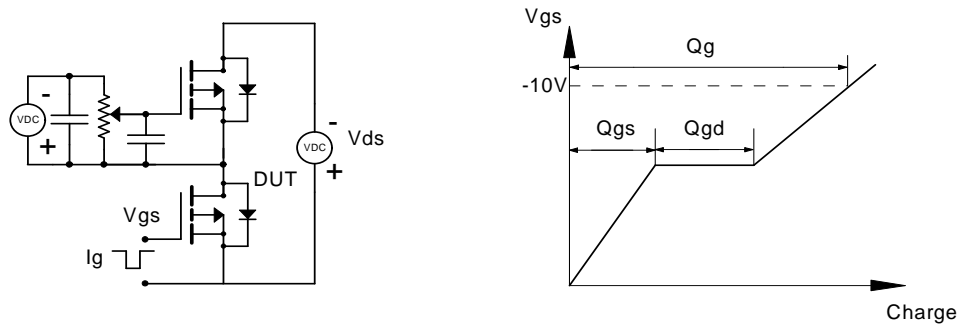 -
VDC
+
-
VDC
+
Vds
DUT
Vgs
Ig
Vgs
Qg
-10V
Qgs
Qgd
Charge